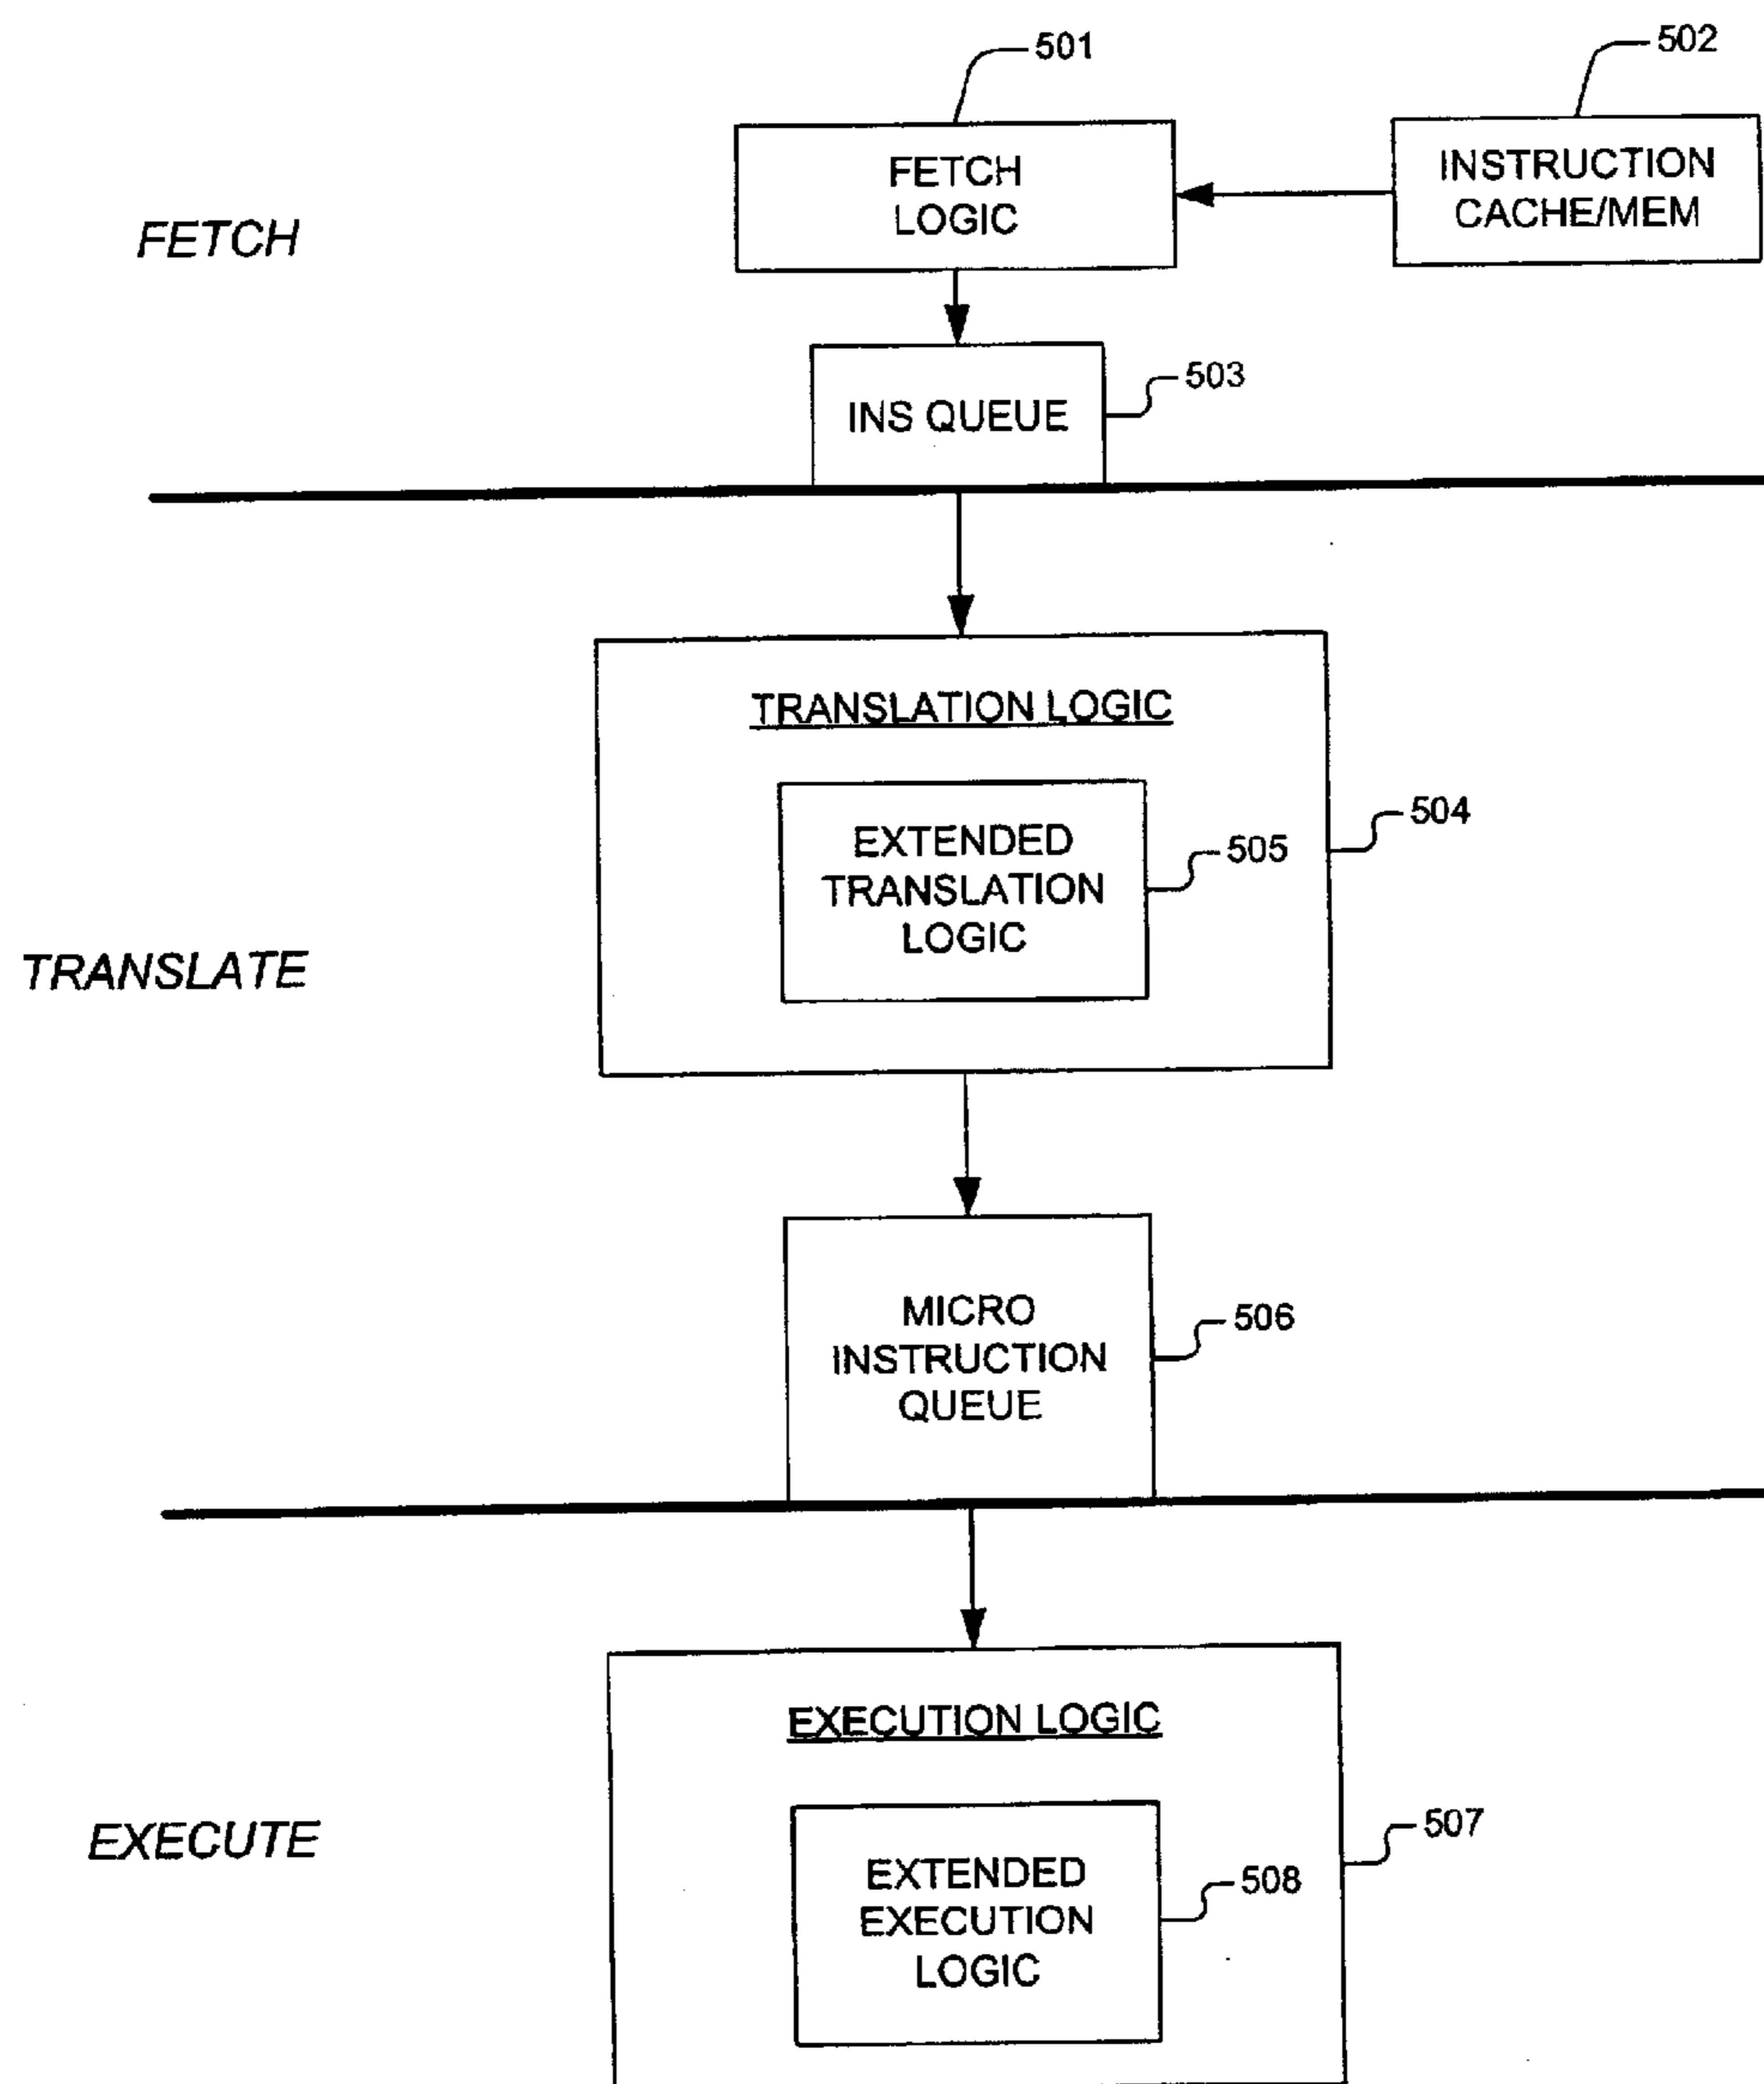 501
502
FETCH
LOGIC
INSTRUCTION
CACHE/MEM
FETCH
503
INS QUEUE
TRANSLATION LOGIC
504
EXTENDED
TRANSLATION
LOGIC
505
TRANSLATE
MICRO
INSTRUCTION
QUEUE
506
EXECUTION LOGIC
507
EXECUTE
EXTENDED
EXECUTION
LOGIC
508